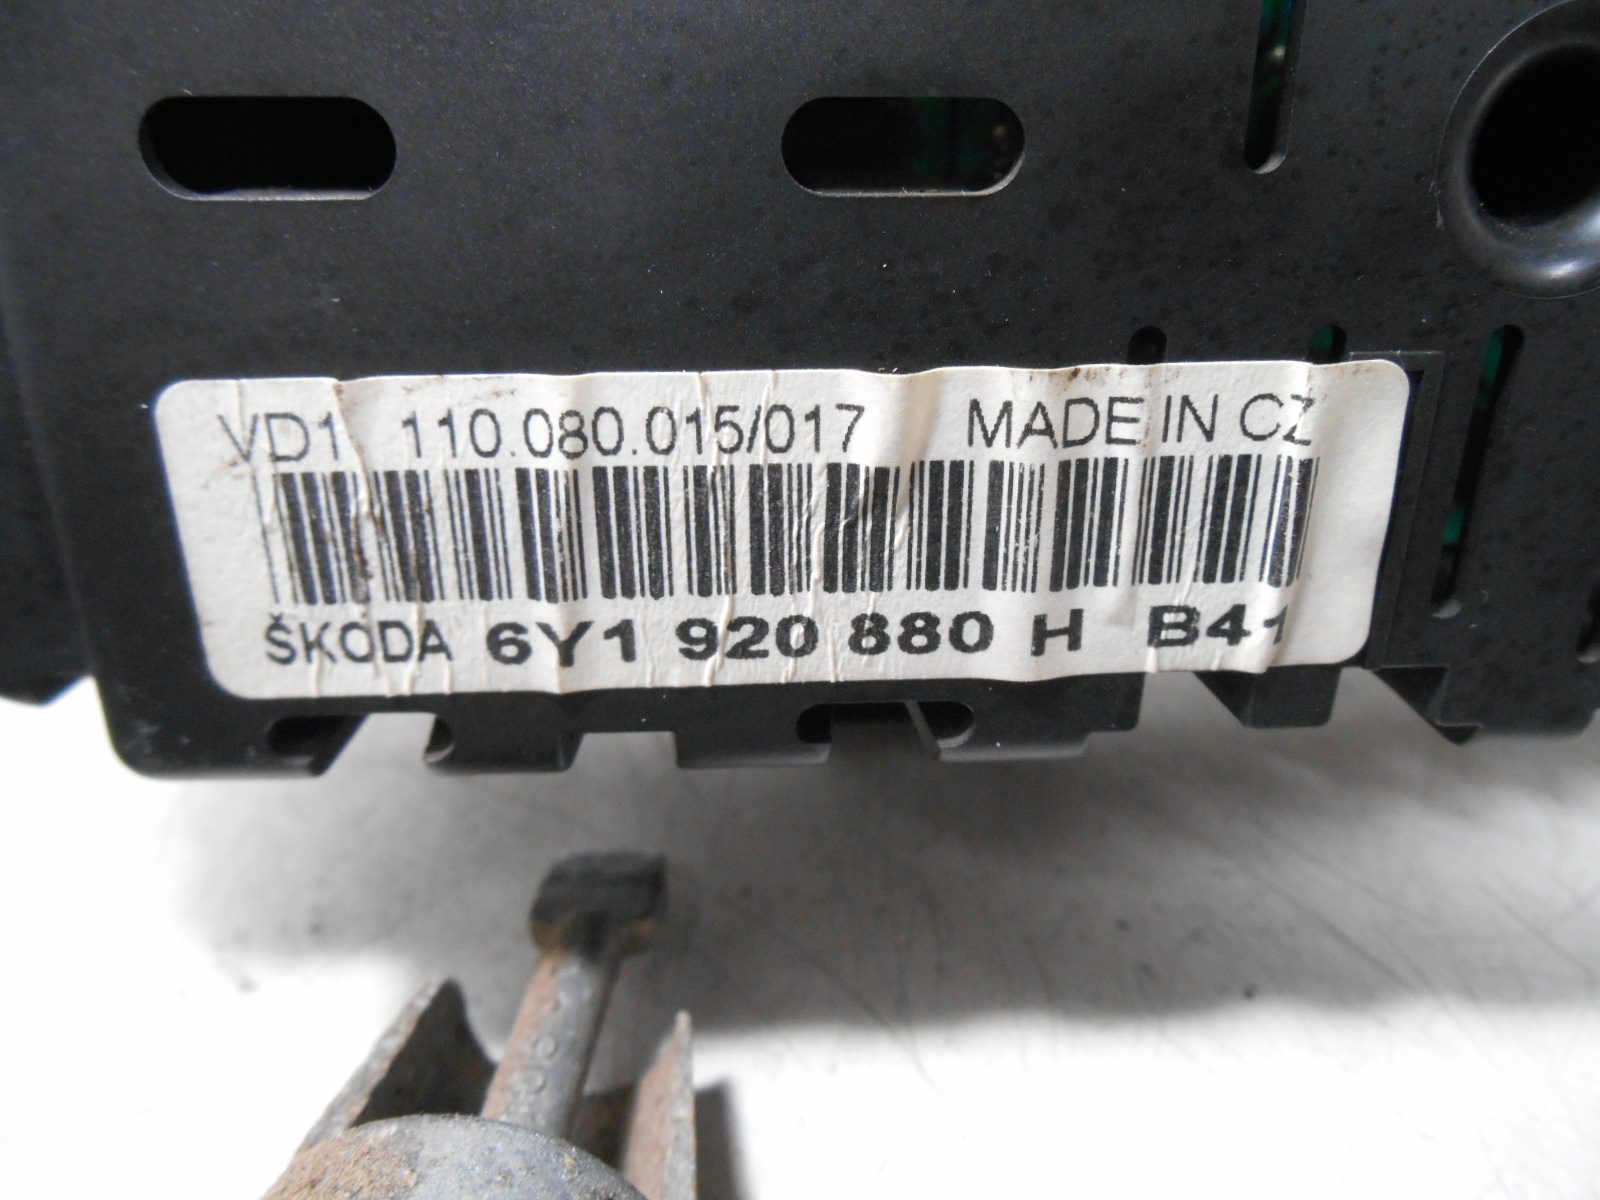 VD1 110.080.015/017 MADE IN CZ
ŠKODA 6Y1 920 880 H B41